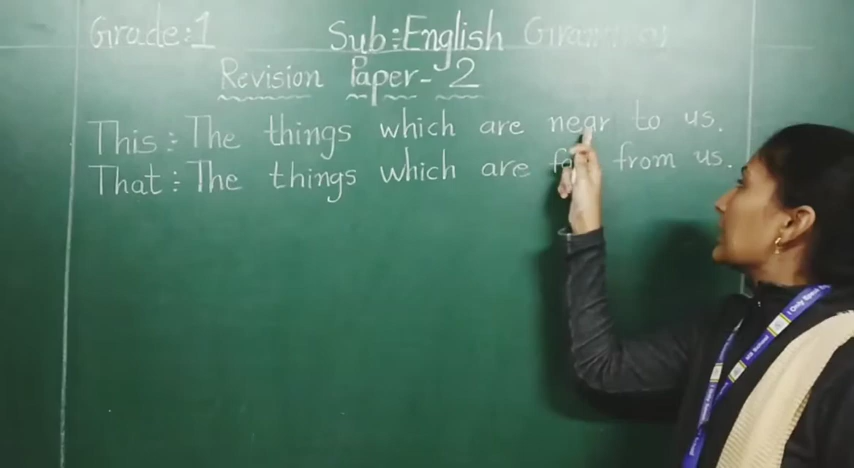 Grade:1 Sub:English Grammar
Revision Paper-2
This: The things which are near to us.
That: The things which are from us.